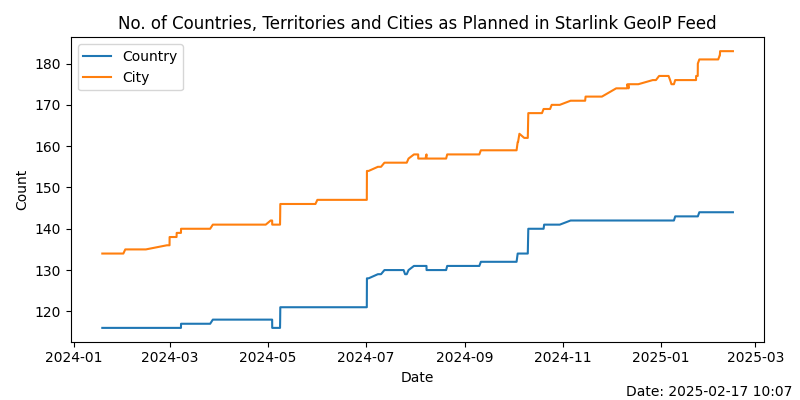 No. of Countries, Territories and Cities as Planned in Starlink GeoIP Feed
Country
City
180
170
160
150
140
130
120
Count
2024-01 2024-03 2024-05 2024-07 2024-09 2024-11 2025-01 2025-03
Date
Date: 2025-02-17 10:07